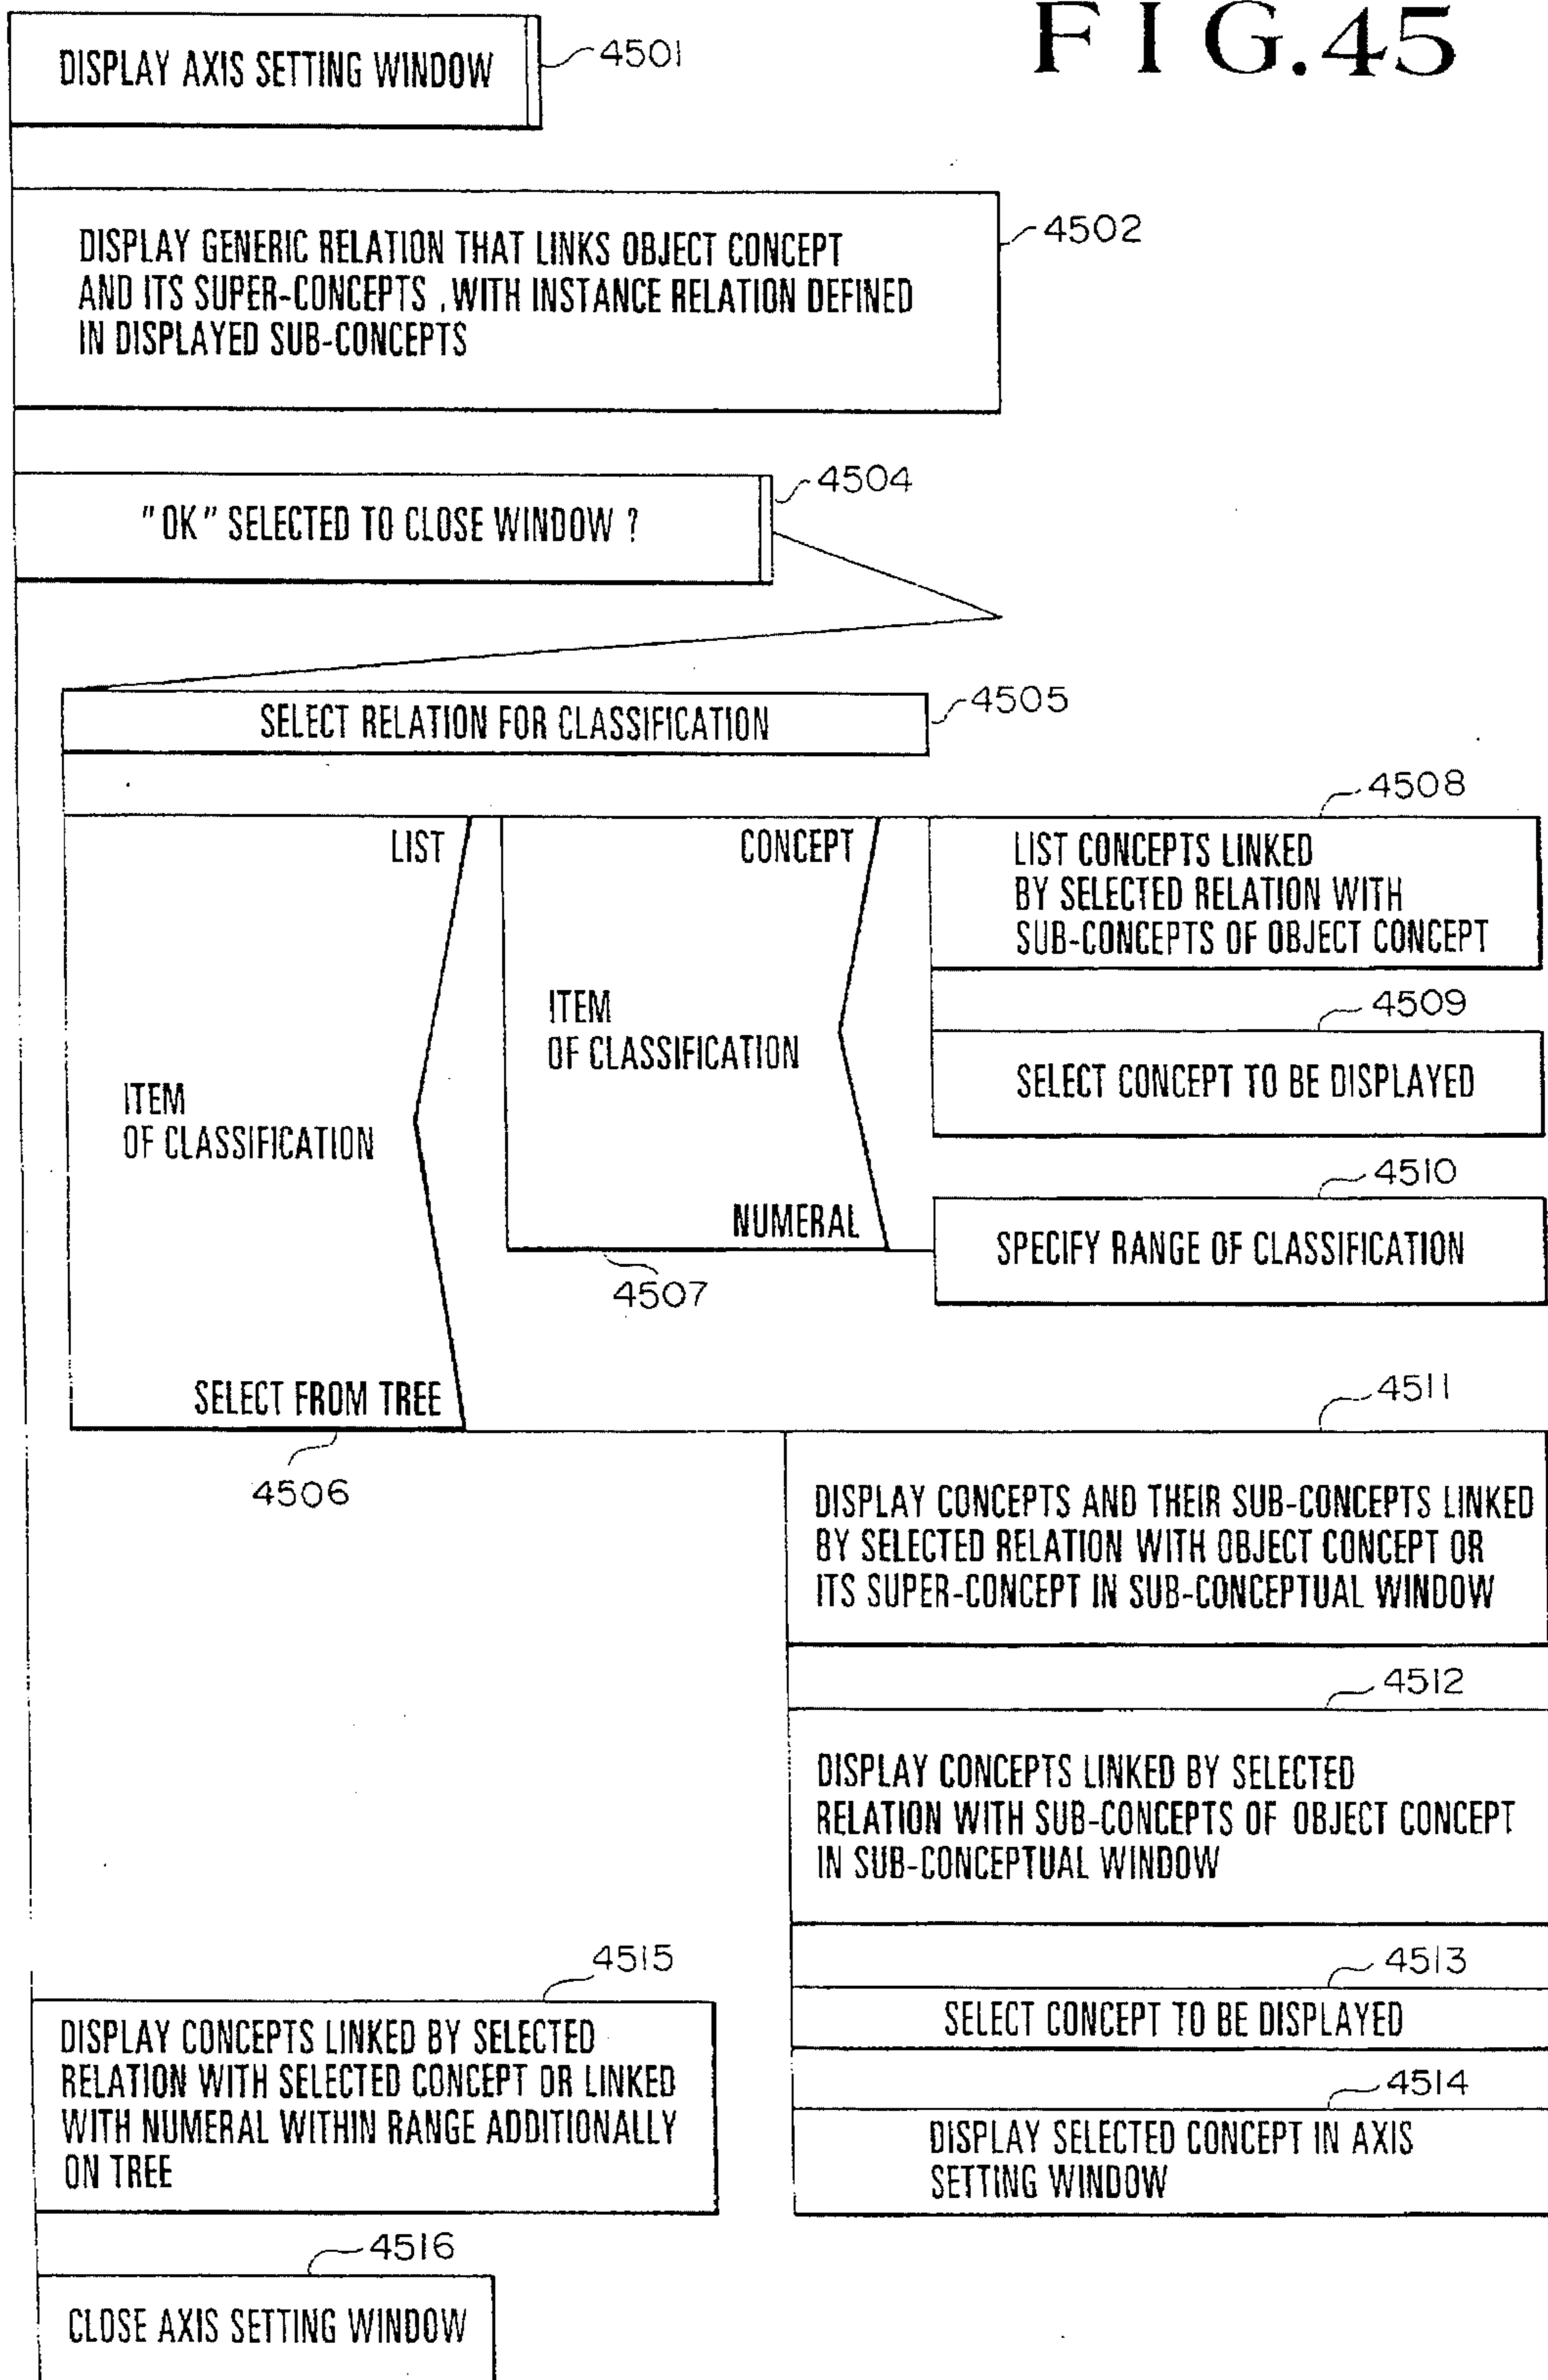 FIG.45
DISPLAY AXIS SETTING WINDOW
4501
4502
DISPLAY GENERIC RELATION THAT LINKS OBJECT CONCEPT
AND ITS SUPER-CONCEPTS , WITH INSTANCE RELATION DEFINED
IN DISPLAYED SUB-CONCEPTS
4504
"OK" SELECTED TO CLOSE WINDOW ?
4505
SELECT RELATION FOR CLASSIFICATION
LIST
ITEM
OF CLASSIFICATION
SELECT FROM TREE
4506
CONCEPT
ITEM
OF CLASSIFICATION
NUMERAL
4507
4508
LIST CONCEPTS LINKED
BY SELECTED RELATION WITH
SUB-CONCEPTS OF OBJECT CONCEPT
4509
SELECT CONCEPT TO BE DISPLAYED
4510
SPECIFY RANGE OF CLASSIFICATION
4511
DISPLAY CONCEPTS AND THEIR SUB-CONCEPTS LINKED
BY SELECTED RELATION WITH OBJECT CONCEPT OR
ITS SUPER-CONCEPT IN SUB-CONCEPTUAL WINDOW
4512
DISPLAY CONCEPTS LINKED BY SELECTED
RELATION WITH SUB-CONCEPTS OF OBJECT CONCEPT
IN SUB-CONCEPTUAL WINDOW
4513
SELECT CONCEPT TO BE DISPLAYED
4514
DISPLAY SELECTED CONCEPT IN AXIS
SETTING WINDOW
4515
DISPLAY CONCEPTS LINKED BY SELECTED
RELATION WITH SELECTED CONCEPT OR LINKED
WITH NUMERAL WITHIN RANGE ADDITIONALLY
ON TREE
4516
CLOSE AXIS SETTING WINDOW